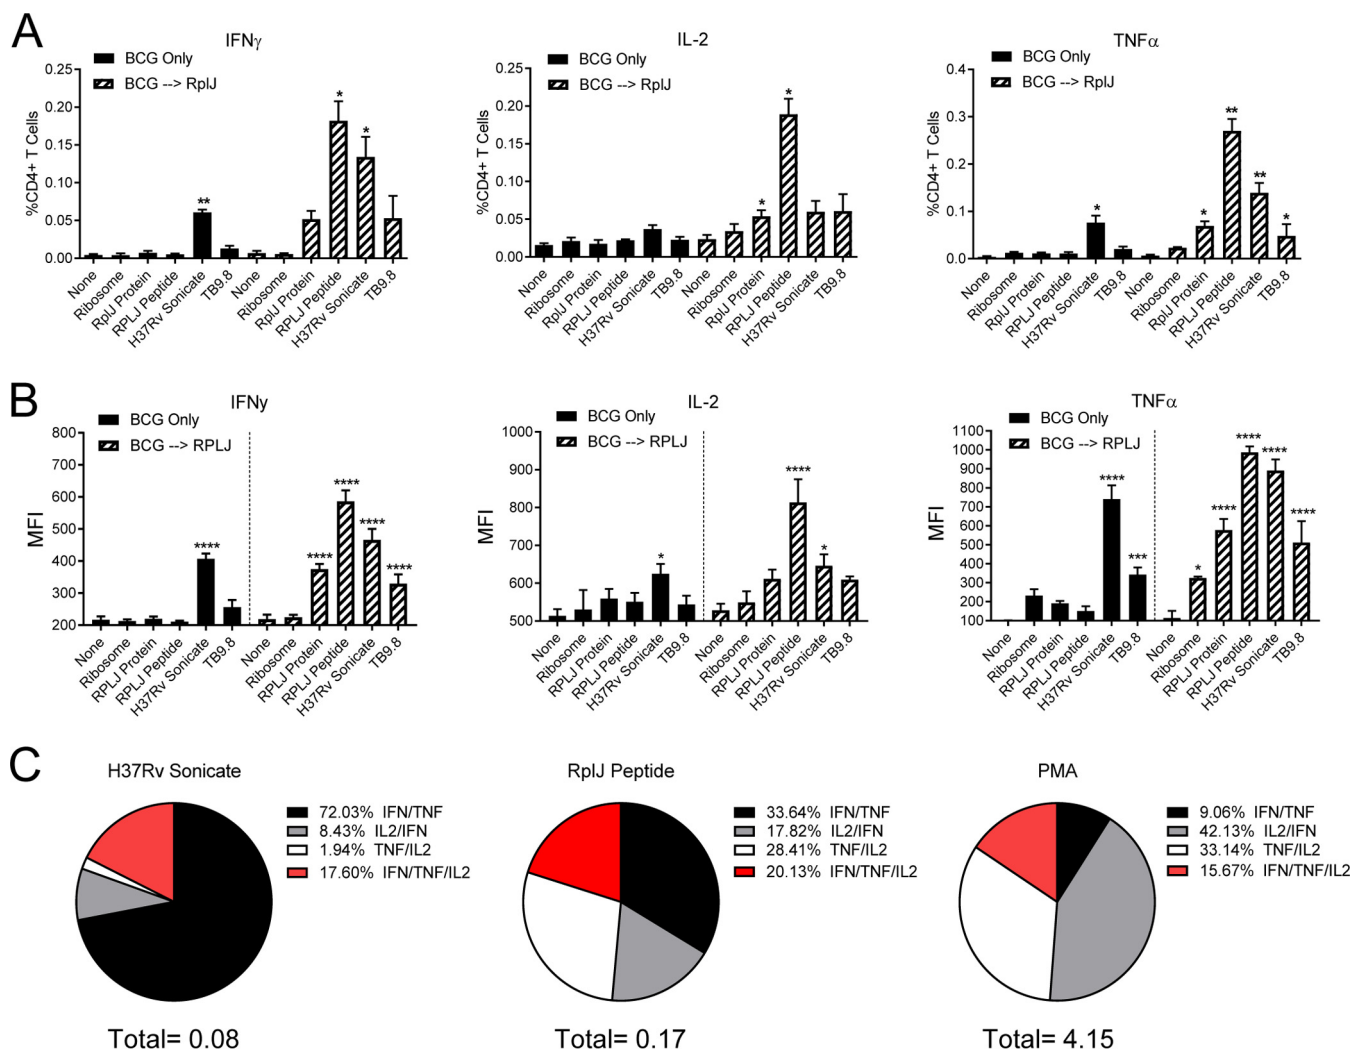 A
IFNγ
BCG Only
BCG --> RplJ
%CD4+ T Cells
0.25
0.20
0.15
0.10
0.05
0.00
None
Ribosome
RplJ Protein
RPLJ Peptide
H37Rv Sonicate
TB9.8
None
Ribosome
RplJ Protein
RPLJ Peptide
H37Rv Sonicate
TB9.8
**
*
*
IL-2
BCG Only
BCG --> RplJ
%CD4+ T Cells
0.25
0.20
0.15
0.10
0.05
0.00
None
Ribosome
RplJ Protein
RPLJ Peptide
H37Rv Sonicate
TB9.8
None
Ribosome
RplJ Protein
RPLJ Peptide
H37Rv Sonicate
TB9.8
*
*
TNFα
BCG Only
BCG --> RplJ
%CD4+ T Cells
0.4
0.3
0.2
0.1
0.0
None
Ribosome
RplJ Protein
RPLJ Peptide
H37Rv Sonicate
TB9.8
None
Ribosome
RplJ Protein
RPLJ Peptide
H37Rv Sonicate
TB9.8
*
*
**
**
*
B
IFNy
BCG Only
BCG --> RPLJ
MFI
800
700
600
500
400
300
200
None
Ribosome
RPLJ Protein
RPLJ Peptide
H37Rv Sonicate
TB9.8
None
Ribosome
RPLJ Protein
RPLJ Peptide
H37Rv Sonicate
TB9.8
****
****
****
****
****
IL-2
BCG Only
BCG --> RPLJ
MFI
1000
900
800
700
600
500
None
Ribosome
RPLJ Protein
RPLJ Peptide
H37Rv Sonicate
TB9.8
None
Ribosome
RPLJ Protein
RPLJ Peptide
H37Rv Sonicate
TB9.8
*
****
*
TNFα
BCG Only
BCG --> RPLJ
MFI
1100
1000
900
800
700
600
500
400
300
200
100
None
Ribosome
RPLJ Protein
RPLJ Peptide
H37Rv Sonicate
TB9.8
None
Ribosome
RPLJ Protein
RPLJ Peptide
H37Rv Sonicate
TB9.8
****
***
*
****
****
****
****
C
H37Rv Sonicate
72.03% IFN/TNF
8.43% IL2/IFN
1.94% TNF/IL2
17.60% IFN/TNF/IL2
Total= 0.08
RplJ Peptide
33.64% IFN/TNF
17.82% IL2/IFN
28.41% TNF/IL2
20.13% IFN/TNF/IL2
Total= 0.17
PMA
9.06% IFN/TNF
42.13% IL2/IFN
33.14% TNF/IL2
15.67% IFN/TNF/IL2
Total= 4.15